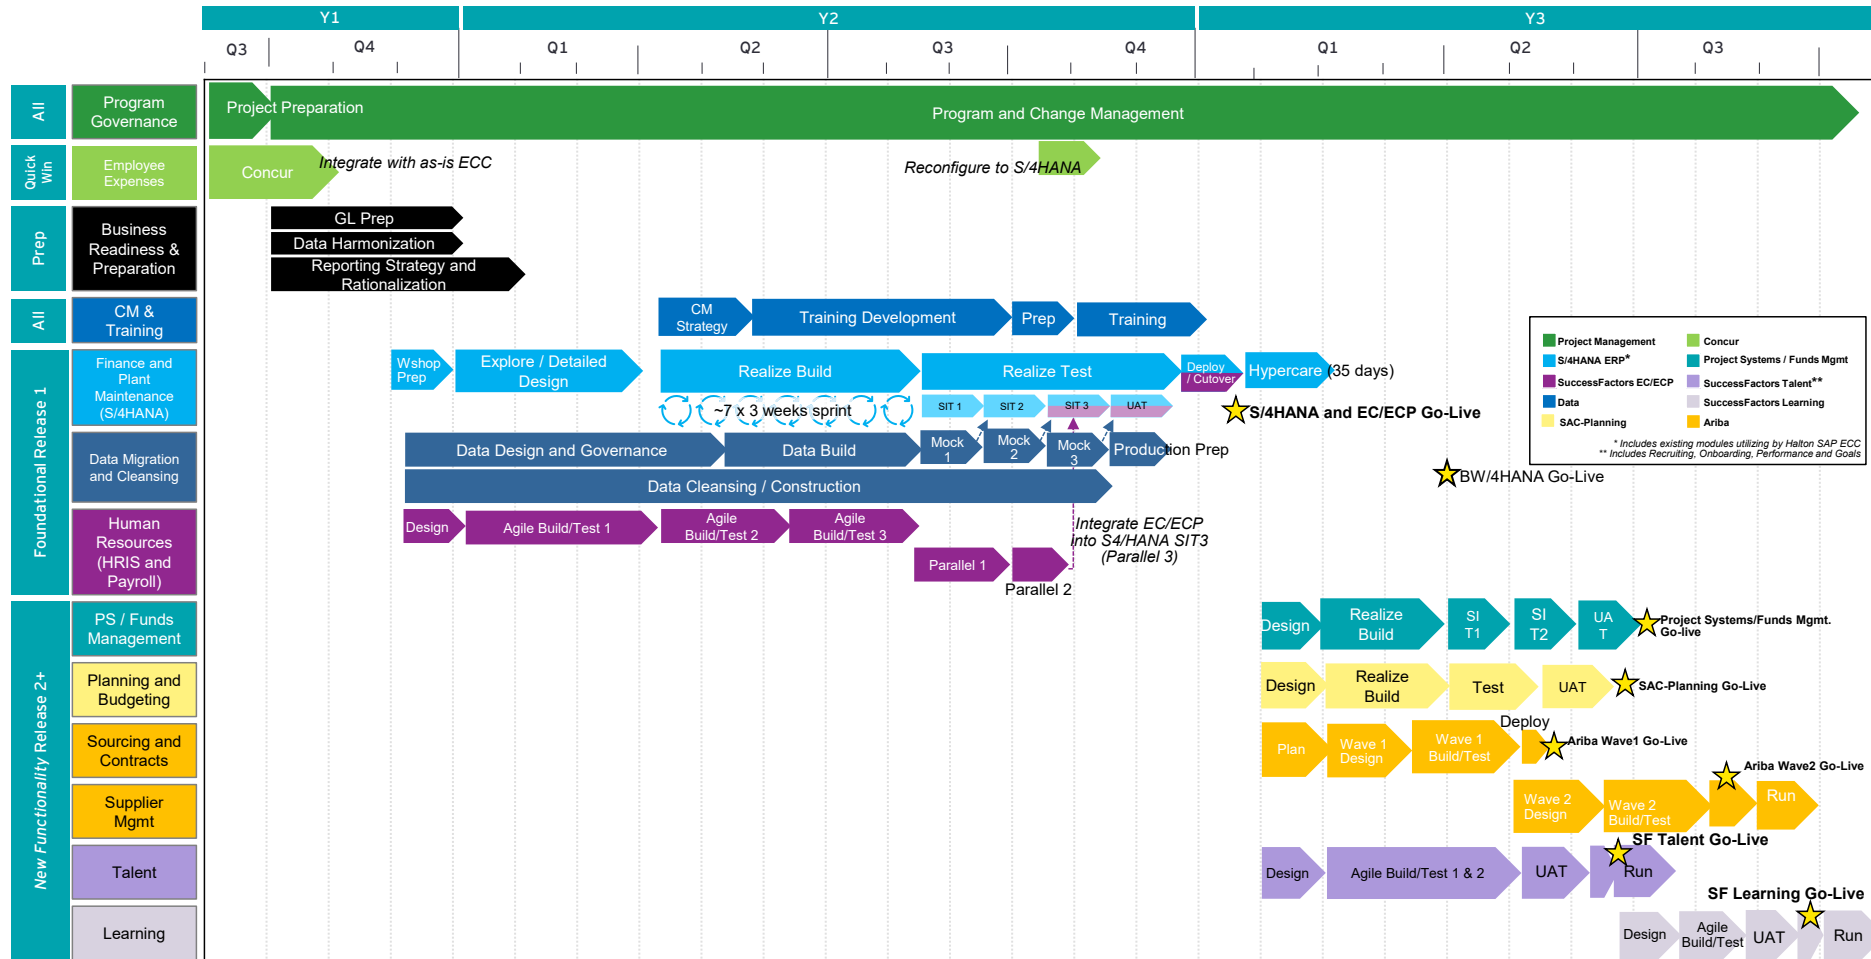 Y1
Y2
Y3
Q3
Q4
Q1
Q2
Q3
Q4
Q1
Q2
Q3
All
Program
Governance
Project Preparation
Program and Change Management
Quick
Win
Employee
Expenses
Concur
Integrate with as-is ECC
Reconfigure to S/4HANA
Prep
Business
Readiness &
Preparation
GL Prep
Data Harmonization
Reporting Strategy and
Rationalization
All
CM &
Training
CM
Strategy
Training Development
Prep
Training
Foundational Release 1
Finance and
Plant
Maintenance
(S/4HANA)
Wshop
Prep
Explore / Detailed
Design
Realize Build
Realize Test
Deploy
/ Cutover
Hypercare (35 days)
~7 x 3 weeks sprint
SIT 1
SIT 2
SIT 3
UAT
S/4HANA and EC/ECP Go-Live
Data Migration
and Cleansing
Data Design and Governance
Data Build
Mock
1
Mock
2
Mock
3
Production Prep
Data Cleansing / Construction
BW/4HANA Go-Live
Human
Resources
(HRIS and
Payroll)
Design
Agile Build/Test 1
Agile
Build/Test 2
Agile
Build/Test 3
Parallel 1
Parallel 2
Integrate EC/ECP
into S4/HANA SIT3
(Parallel 3)
Project Management
Concur
S/4HANA ERP*
Project Systems / Funds Mgmt
SuccessFactors EC/ECP
SuccessFactors Talent**
Data
SuccessFactors Learning
SAC-Planning
Ariba
* Includes existing modules utilizing by Halton SAP ECC
** Includes Recruiting, Onboarding, Performance and Goals
New Functionality Release 2+
PS / Funds
Management
Design
Realize
Build
SI
T1
SI
T2
UA
T
Project Systems/Funds Mgmt.
Go-live
Planning and
Budgeting
Design
Realize
Build
Test
UAT
SAC-Planning Go-Live
Sourcing and
Contracts
Plan
Wave 1
Design
Wave 1
Build/Test
Deploy
Ariba Wave1 Go-Live
Supplier
Mgmt
Wave 2
Design
Wave 2
Build/Test
Run
Ariba Wave2 Go-Live
Talent
Design
Agile Build/Test 1 & 2
UAT
Run
SF Talent Go-Live
Learning
Design
Agile
Build/Test
UAT
Run
SF Learning Go-Live